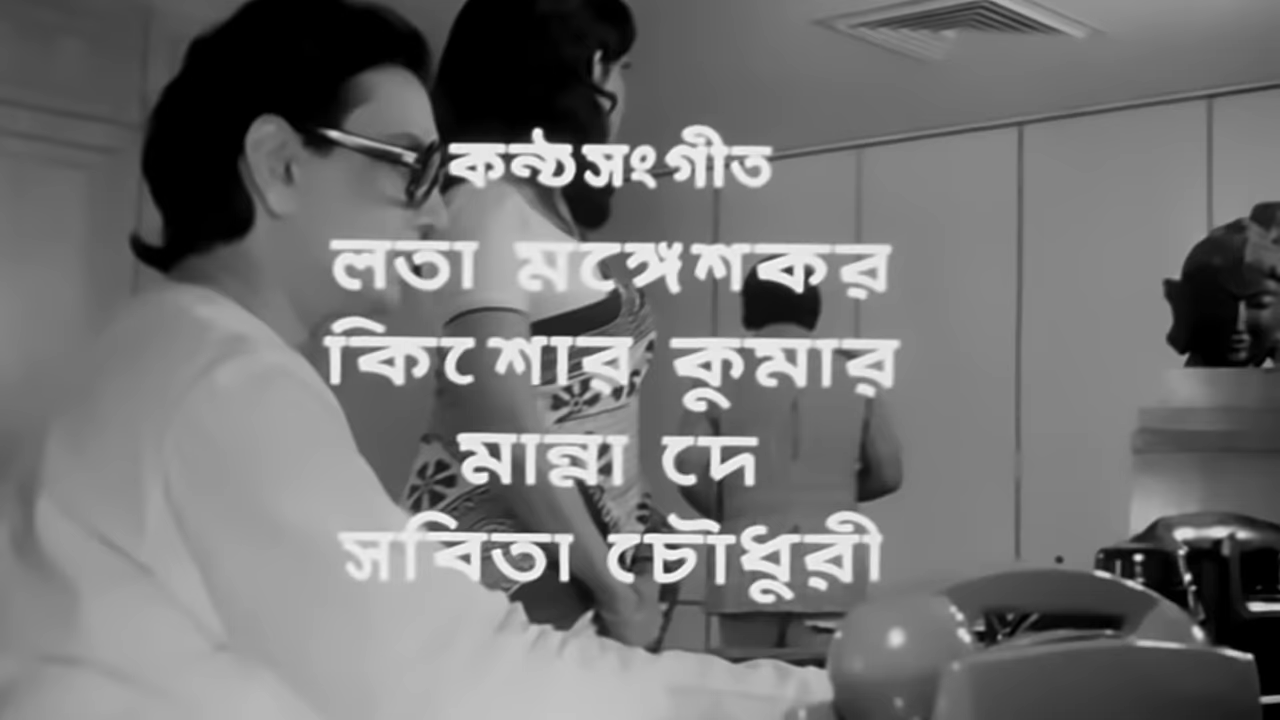 কন্ঠসংগীত
লতা মঙ্গেশকর
কিশোর কুমার
মান্না দে
সবিতা চৌধুরী